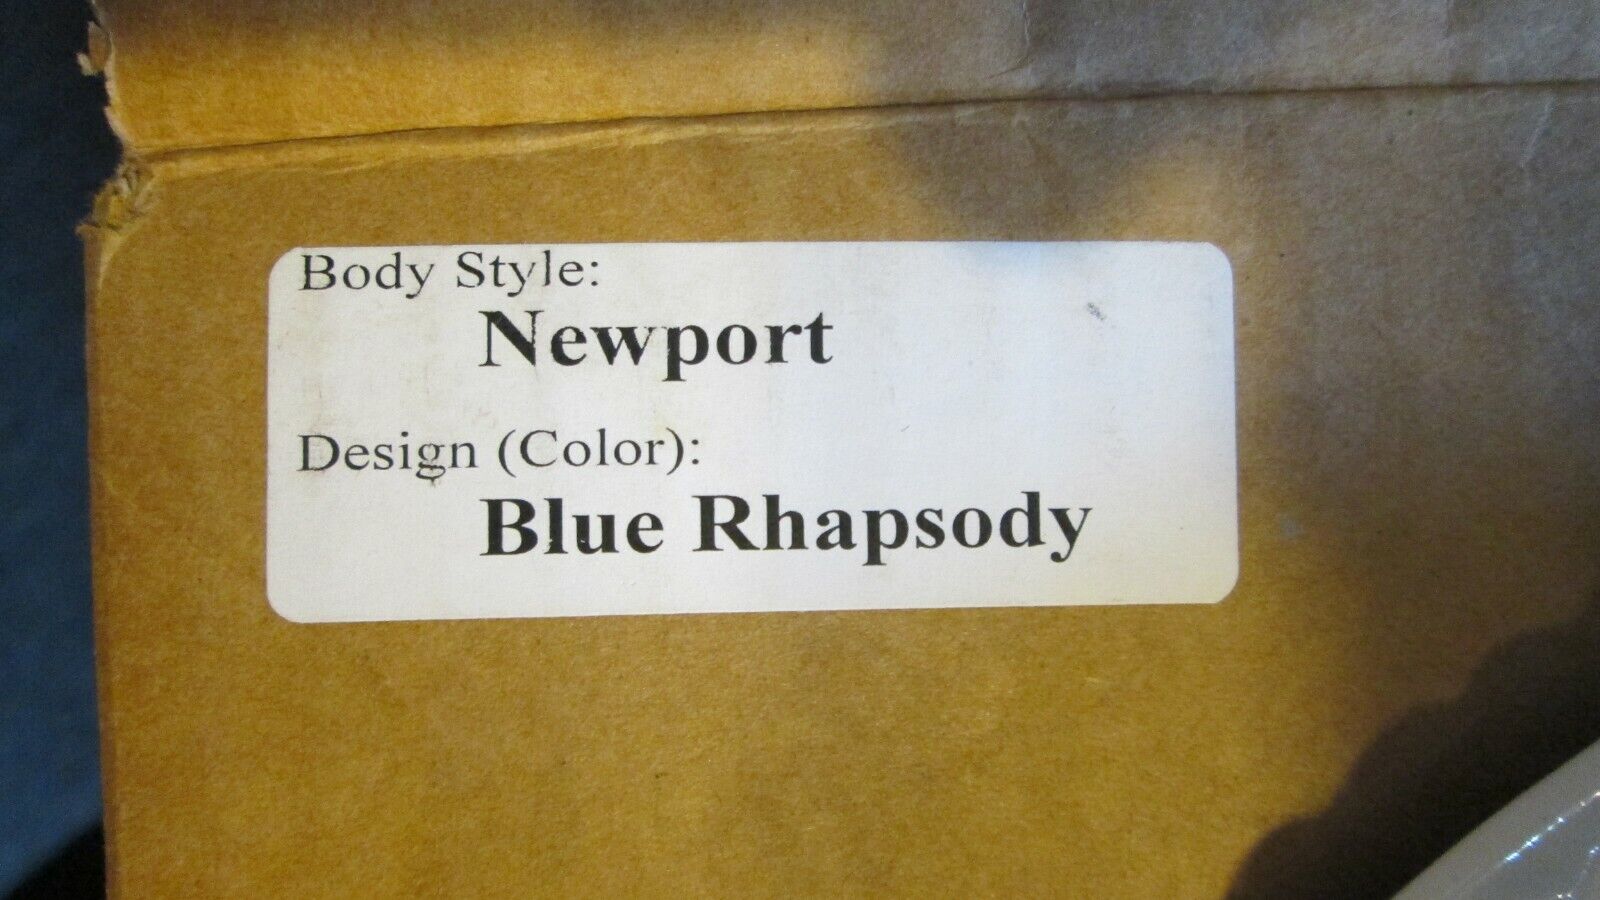 Body Style:
Newport
Design (Color):
Blue Rhapsody